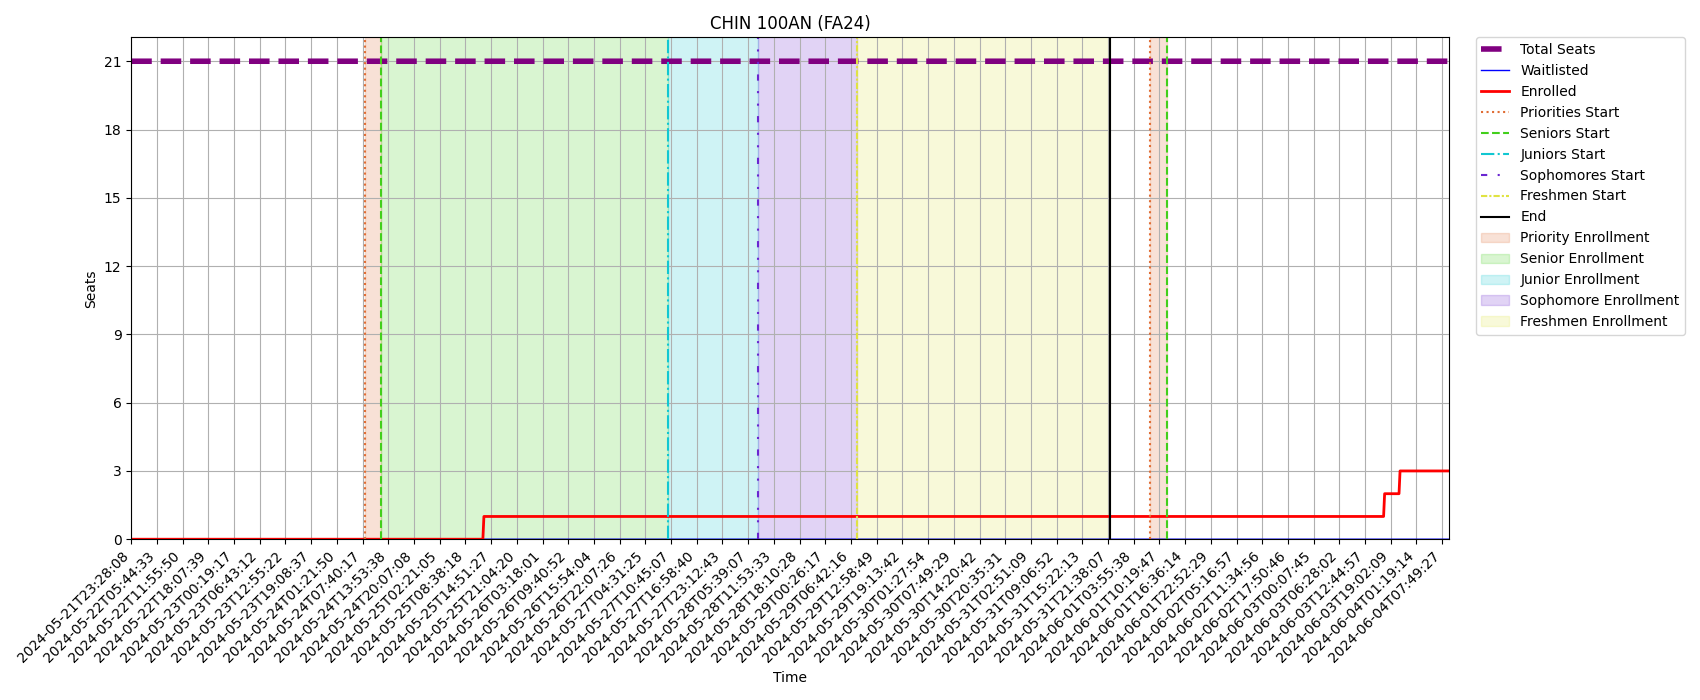 CHIN 100AN (FA24)
Seats
21
18
15
12
9
6
3
0
2024-05-21T23:28:08
2024-05-22T05:44:33
2024-05-22T11:55:50
2024-05-22T18:07:39
2024-05-23T00:19:17
2024-05-23T06:43:12
2024-05-23T12:55:22
2024-05-23T19:08:37
2024-05-24T01:21:50
2024-05-24T07:40:17
2024-05-24T13:53:38
2024-05-24T20:07:08
2024-05-25T02:21:05
2024-05-25T08:38:18
2024-05-25T14:51:27
2024-05-25T21:04:20
2024-05-26T03:18:01
2024-05-26T09:40:52
2024-05-26T15:54:04
2024-05-26T22:07:26
2024-05-27T04:31:25
2024-05-27T10:45:07
2024-05-27T16:58:40
2024-05-27T23:12:43
2024-05-28T05:39:07
2024-05-28T11:53:33
2024-05-28T18:10:28
2024-05-29T00:26:17
2024-05-29T06:42:16
2024-05-29T12:58:49
2024-05-29T19:13:42
2024-05-30T01:27:54
2024-05-30T07:49:29
2024-05-30T14:20:42
2024-05-30T20:35:31
2024-05-31T02:51:09
2024-05-31T09:06:52
2024-05-31T15:22:13
2024-05-31T21:38:07
2024-06-01T03:55:38
2024-06-01T10:19:47
2024-06-01T16:36:14
2024-06-01T22:52:29
2024-06-02T05:16:57
2024-06-02T11:34:56
2024-06-02T17:50:46
2024-06-03T00:07:45
2024-06-03T06:28:02
2024-06-03T12:44:57
2024-06-03T19:02:09
2024-06-04T01:19:14
2024-06-04T07:49:27
Time
Total Seats
Waitlisted
Enrolled
Priorities Start
Seniors Start
Juniors Start
Sophomores Start
Freshmen Start
End
Priority Enrollment
Senior Enrollment
Junior Enrollment
Sophomore Enrollment
Freshmen Enrollment